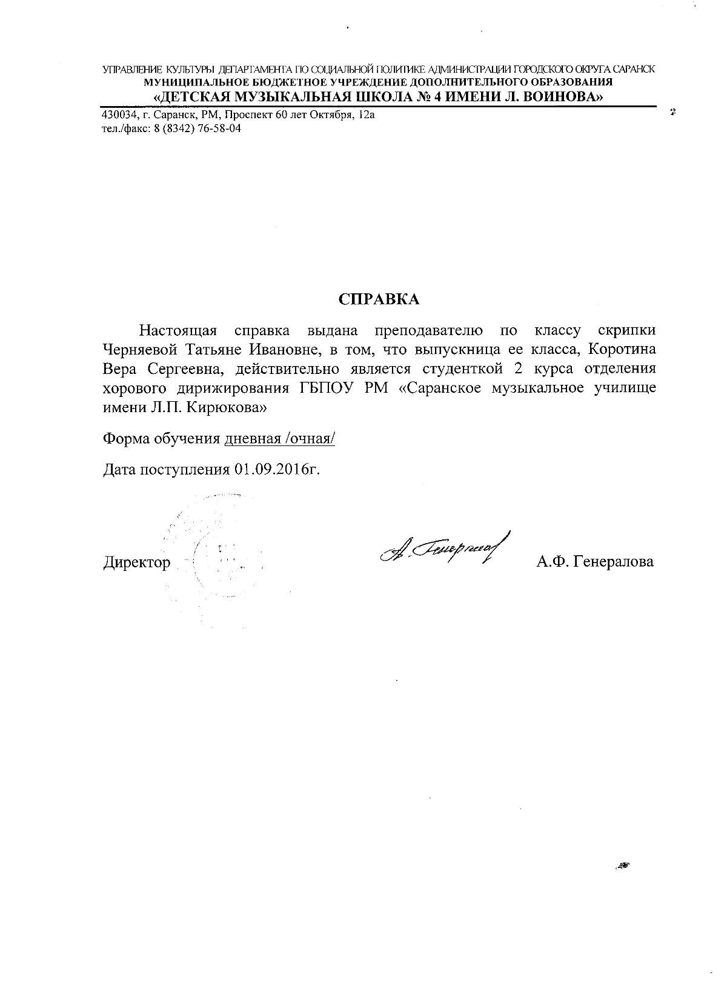 УПРАВЛЕНИЕ КУЛЬТУРЫ ДЕПАРТАМЕНТА ПО СОЦИАЛЬНОЙ ПОЛИТИКЕ АДМИНИСТРАЦИИ ГОРОДСКОГО ОКРУГА САРАНСК
МУНИЦИПАЛЬНОЕ БЮДЖЕТНОЕ УЧРЕЖДЕНИЕ ДОПОЛНИТЕЛЬНОГО ОБРАЗОВАНИЯ
«ДЕТСКАЯ МУЗЫКАЛЬНАЯ ШКОЛА № 4 ИМЕНИ Л. ВОИНОВА»
430034, г. Саранск, РМ, Проспект 60 лет Октября, 12а
тел./факс: 8 (8342) 76-58-04
СПРАВКА
Настоящая справка выдана преподавателю по классу скрипки
Черняевой Татьяне Ивановне, в том, что выпускница ее класса, Коротина
Вера Сергеевна, действительно является студенткой 2 курса отделения
хорового дирижирования ГБПОУ РМ «Саранское музыкальное училище
имени Л.П. Кирюкова»
Форма обучения дневная /очная/
Дата поступления 01.09.2016г.
Директор А. Генералов А.Ф. Генералова